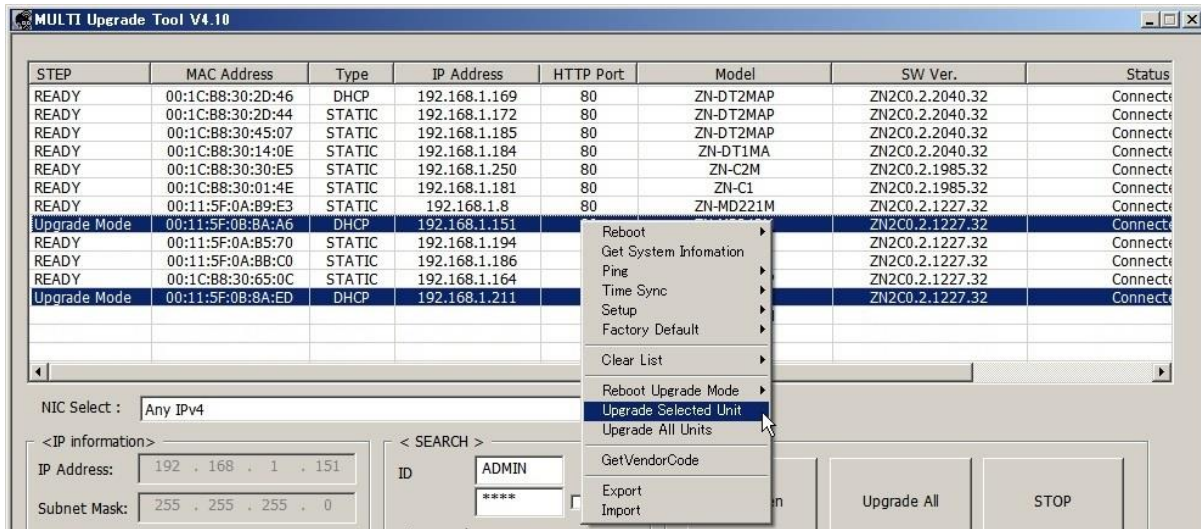 MULTI Upgrade Tool V4.10
STEP MAC Address Type IP Address HTTP Port Model SW Ver. Status
READY 00:1C:B8:30:2D:46 DHCP 192.168.1.169 80 ZN-DT2MAP ZN2C0.2.2040.32 Connecte
READY 00:1C:B8:30:2D:44 STATIC 192.168.1.172 80 ZN-DT2MAP ZN2C0.2.2040.32 Connecte
READY 00:1C:B8:30:45:07 STATIC 192.168.1.185 80 ZN-DT2MAP ZN2C0.2.2040.32 Connecte
READY 00:1C:B8:30:14:0E STATIC 192.168.1.184 80 ZN-DT1MA ZN2C0.2.2040.32 Connecte
READY 00:1C:B8:30:30:E5 STATIC 192.168.1.250 80 ZN-C2M ZN2C0.2.1985.32 Connecte
READY 00:1C:B8:30:01:4E STATIC 192.168.1.181 80 ZN-C1 ZN2C0.2.1985.32 Connecte
READY 00:11:5F:0A:B9:E3 STATIC 192.168.1.8 80 ZN-MD221M ZN2C0.2.1227.32 Connecte
Upgrade Mode 00:11:5F:0B:BA:A6 DHCP 192.168.1.151 ZN2C0.2.1227.32 Connecte
READY 00:11:5F:0A:B5:70 STATIC 192.168.1.194 ZN2C0.2.1227.32 Connecte
READY 00:11:5F:0A:BB:C0 STATIC 192.168.1.186 ZN2C0.2.1227.32 Connecte
READY 00:1C:B8:30:65:0C STATIC 192.168.1.164 ZN2C0.2.1227.32 Connecte
Upgrade Mode 00:11:5F:0B:8A:ED DHCP 192.168.1.211 ZN2C0.2.1227.32 Connecte
Reboot
Get System Infomation
Ping
Time Sync
Setup
Factory Default
Clear List
Reboot Upgrade Mode
Upgrade Selected Unit
Upgrade All Units
GetVendorCode
Export
Import
NIC Select : Any IPv4
<IP information>
IP Address: 192 . 168 . 1 . 151
Subnet Mask: 255 . 255 . 255 . 0
< SEARCH >
ID ADMIN
****
Upgrade All
STOP